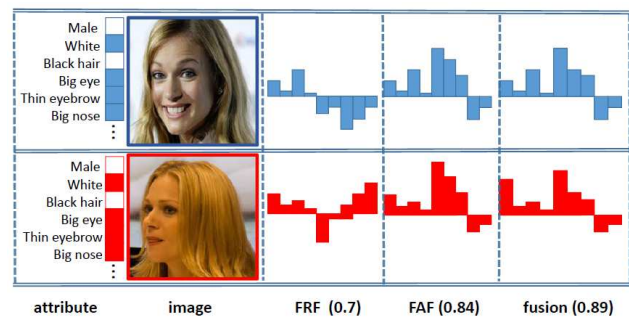 Male
White
Black hair
Big eye
Thin eyebrow
Big nose
⋮
Male
White
Black hair
Big eye
Thin eyebrow
Big nose
⋮
attribute image FRF (0.7) FAF (0.84) fusion (0.89)